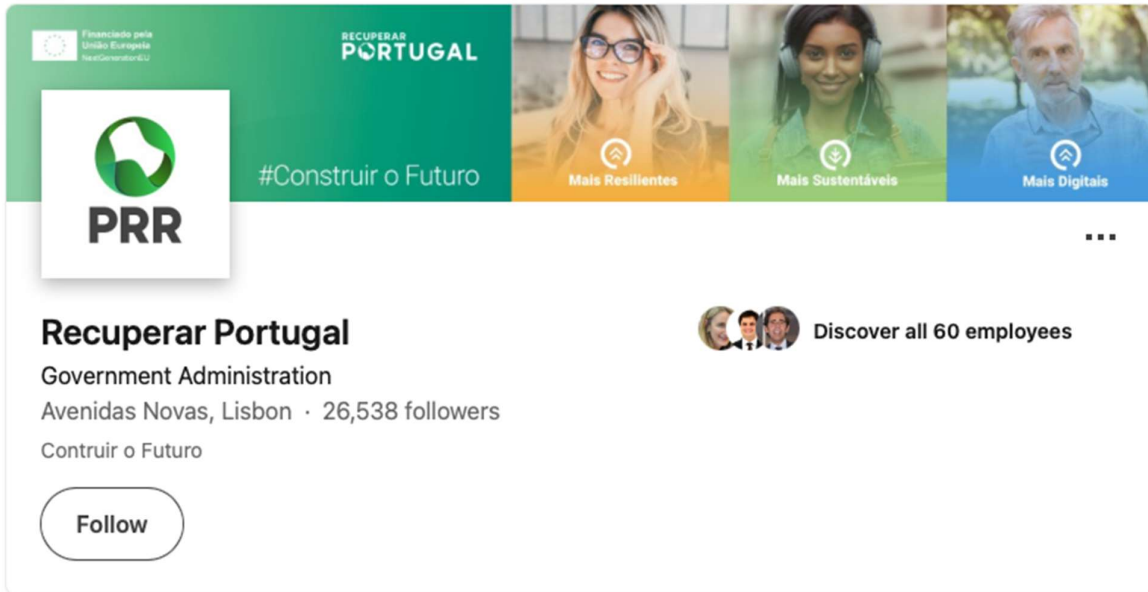 Financiado pela
União Europeia
NextGenerationEU
RECUPERAR
PORTUGAL
#Construir o Futuro
Mais Resilientes
Mais Sustentáveis
Mais Digitais
PRR
...
Recuperar Portugal
Discover all 60 employees
Government Administration
Avenidas Novas, Lisbon · 26,538 followers
Contruir o Futuro
Follow